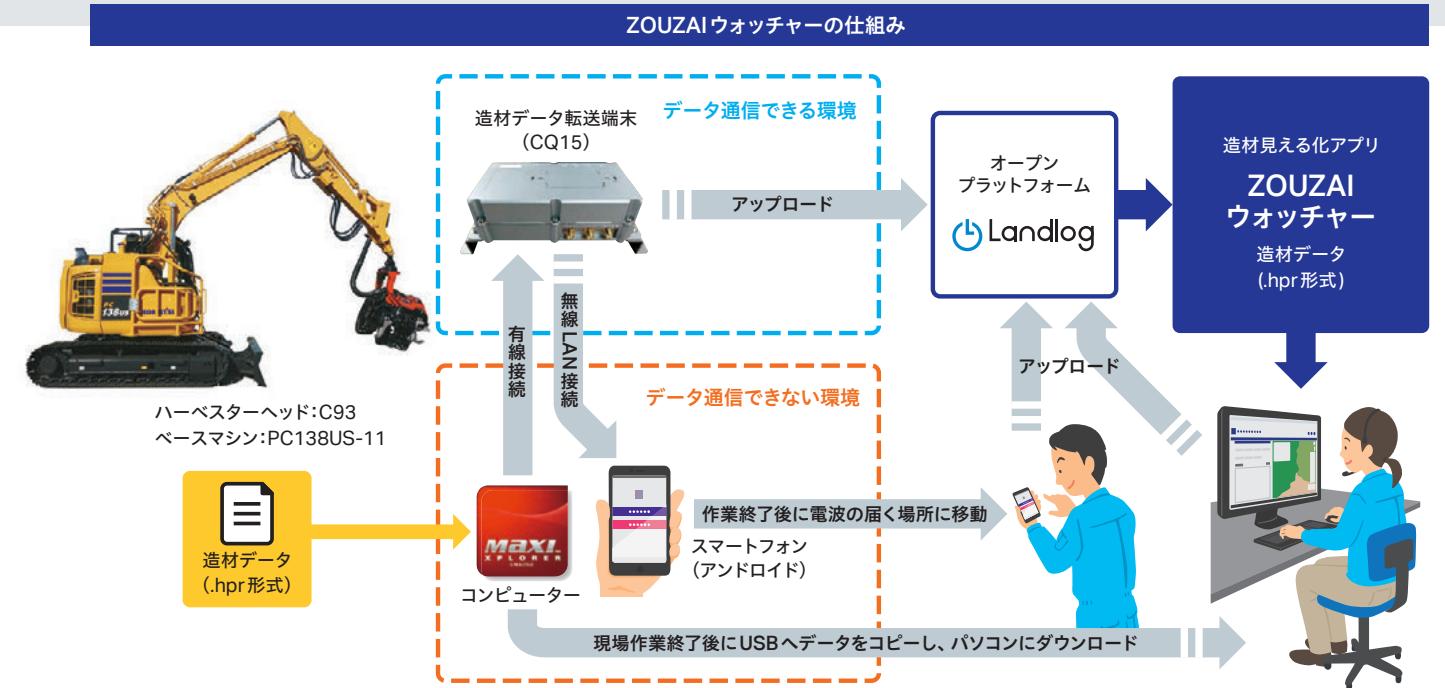 ZOUZAIウォッチャーの仕組み
データ通信できる環境
造材データ転送端末
(CQ15)
アップロード
オープン
プラットフォーム
Landlog
造材見える化アプリ
ZOUZAI
ウォッチャー
造材データ
(.hpr形式)
有線接続
無線LAN接続
アップロード
PC
138US
ハーベスターヘッド:C93
ベースマシン:PC138US-11
データ通信できない環境
造材データ
(.hpr形式)
MAXI
XPLORER
コンピューター
スマートフォン
(アンドロイド)
作業終了後に電波の届く場所に移動
現場作業終了後にUSBへデータをコピーし、パソコンにダウンロード